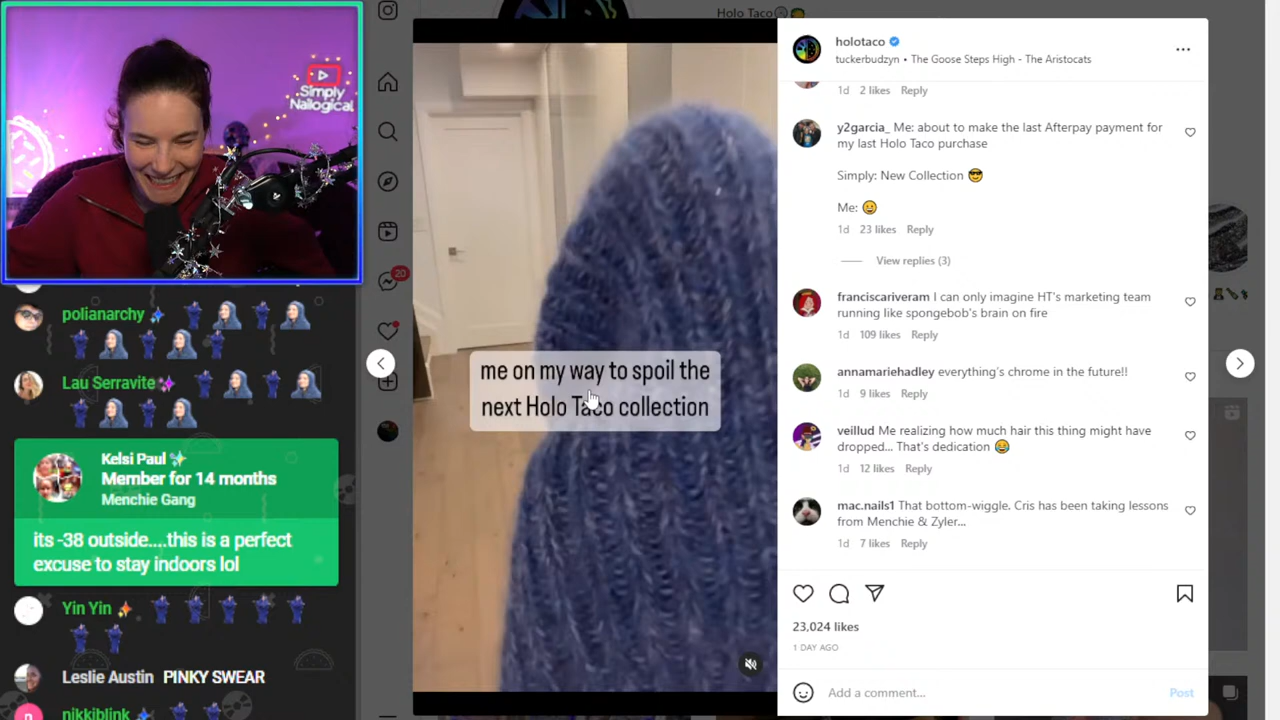 Simply
Nailogical
polianarchy
Lau Serravite
Kelsi Paul
Member for 14 months
Menchie Gang
its -38 outside....this is a perfect
excuse to stay indoors lol
Yin Yin
Leslie Austin PINKY SWEAR
nikkiblink
20
Holo Taco
me on my way to spoil the
next Holo Taco collection
holotaco
tuckerbudzyn • The Goose Steps High - The Aristocats
1d 2 likes Reply
y2garcia_ Me: about to make the last Afterpay payment for
my last Holo Taco purchase
Simply: New Collection 😎
Me: 🥲
1d 23 likes Reply
View replies (3)
franciscariveram I can only imagine HT's marketing team
running like spongebob's brain on fire
1d 109 likes Reply
annamariehadley everything's chrome in the future!!
1d 9 likes Reply
veillud Me realizing how much hair this thing might have
dropped... That's dedication 😂
1d 12 likes Reply
mac.nails1 That bottom-wiggle. Cris has been taking lessons
from Menchie & Zyler...
1d 7 likes Reply
23,024 likes
1 DAY AGO
Add a comment...
Post